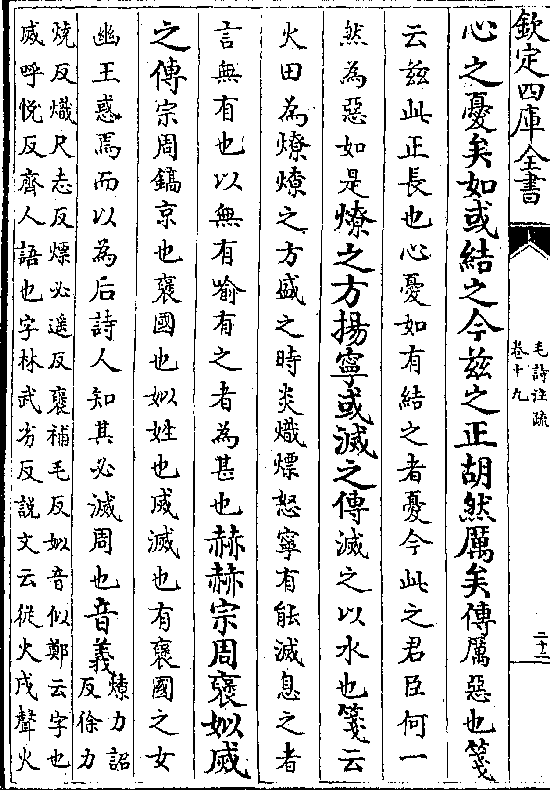 欽定四庫全書
毛詩注疏
卷十九
二十二
心之憂矣如或結之今兹之正胡然厲矣傳厲惡也箋
云兹此正長也心憂如有結之者憂今此之君臣何一
然為惡如是燎之方揚寧或滅之傳滅之以水也箋云
火田為燎燎之方盛之時炎熾熛怒寧有能滅息之者
言無有也以無有喻有之者為甚也赫赫宗周襃姒烕
之傳宗周鎬京也襃國也姒姓也烕滅也有襃國之女
幽王惑焉而以為后詩人知其必滅周也音義燎力詔
反徐力
燒反熾尺志反熛必遥反襃補毛反姒音似鄭云字也
烕呼悅反齊人語也字林武劣反説文云從火戌聲火